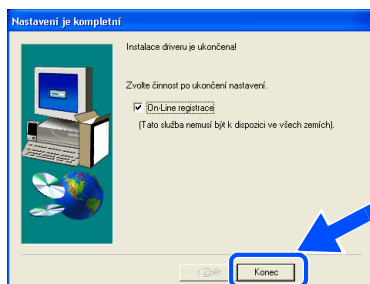 Nastavení je kompletní
Instalace driveru je ukončena!
Zvolte činnost po ukončení nastavení.
On-Line registrace
(Tato služba nemusí být k dispozici ve všech zemích).
< Zpět
Konec